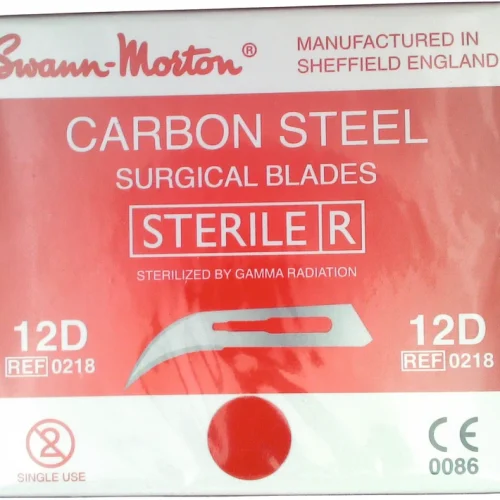 Swann-Morton®
MANUFACTURED IN
SHEFFIELD ENGLAND
CARBON STEEL
SURGICAL BLADES
STERILE R
STERILIZED BY GAMMA RADIATION
12D
REF 0218
12D
REF 0218
2
SINGLE USE
CE
0086